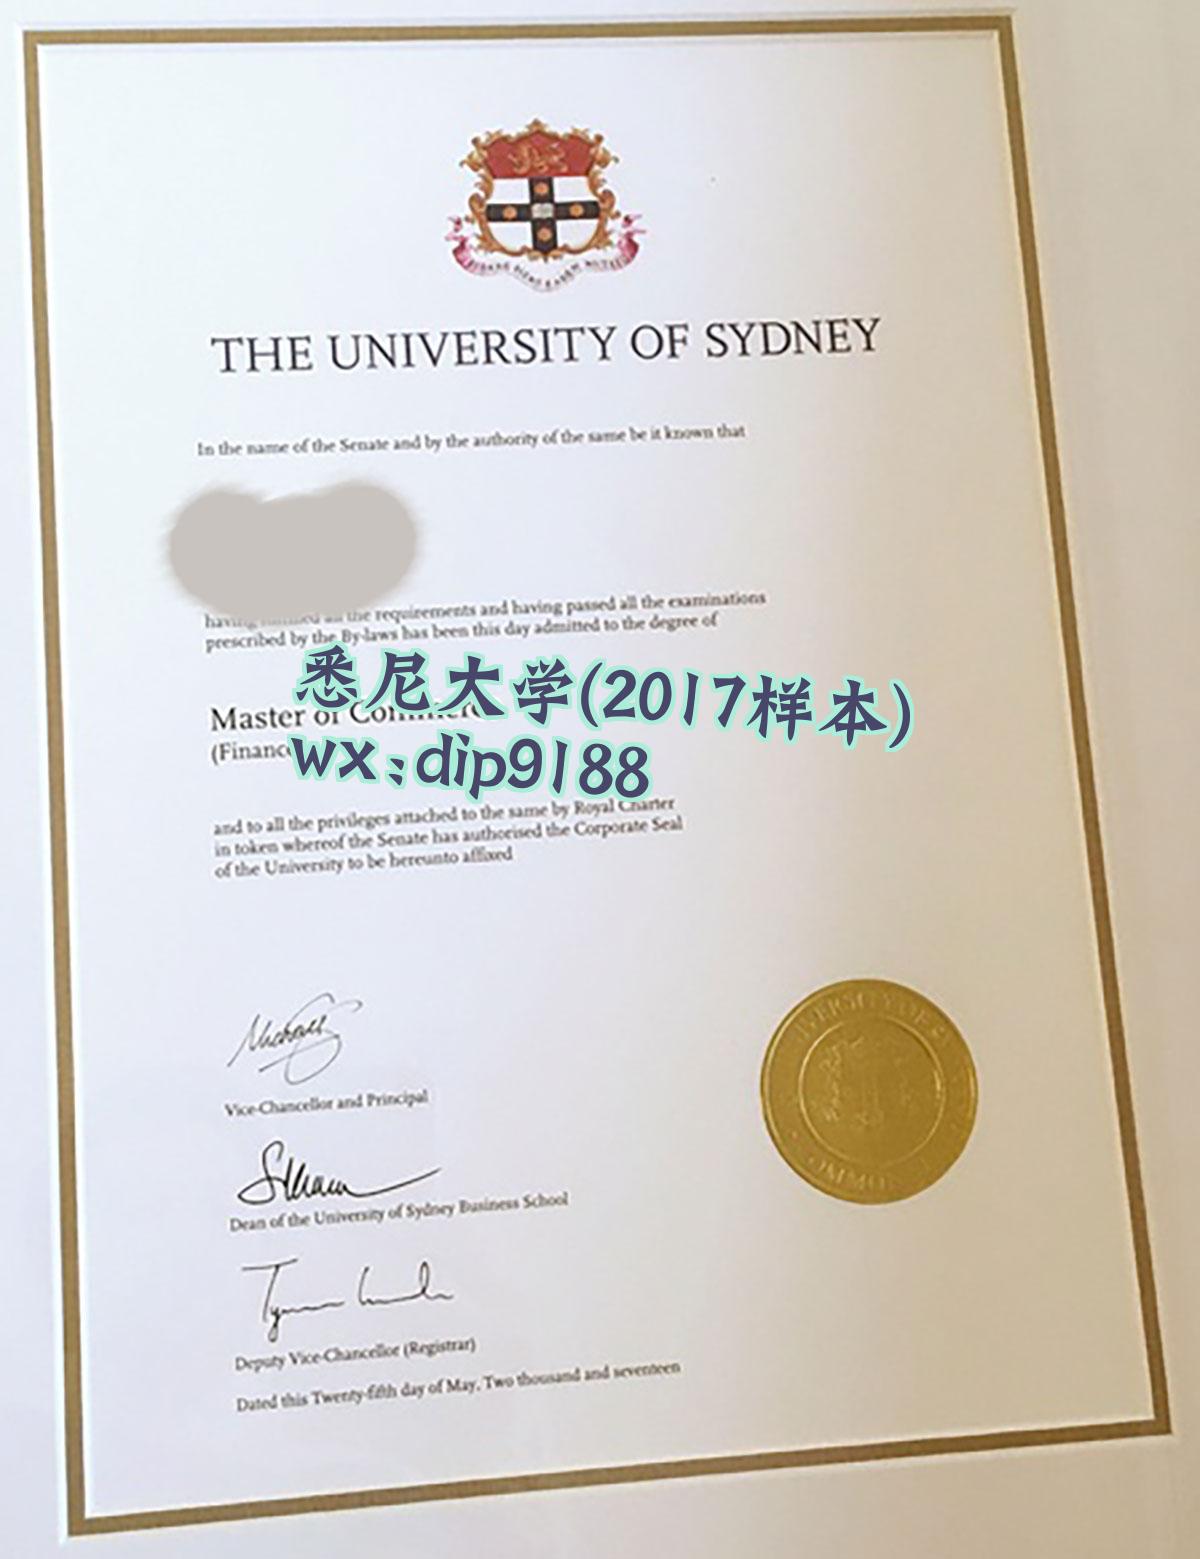 THE UNIVERSITY OF SYDNEY
In the name of the Senate and by the authority of the same be it known that
having all the requirements and having passed all the examinations
prescribed by the By-laws has been this day admitted to the degree of
悉尼大学(2017样本)
Master of
(Finance
wx:dip9188
and to all the privileges attached to the same by Royal Charter
in token whereof the Senate has authorised the Corporate Seal
of the University to be hereunto affixed
Vice-Chancellor and Principal
Dean of the University of Sydney Business School
Deputy Vice-Chancellor (Registrar)
Dated this Twenty-fifth day of May, Two thousand and seventeen